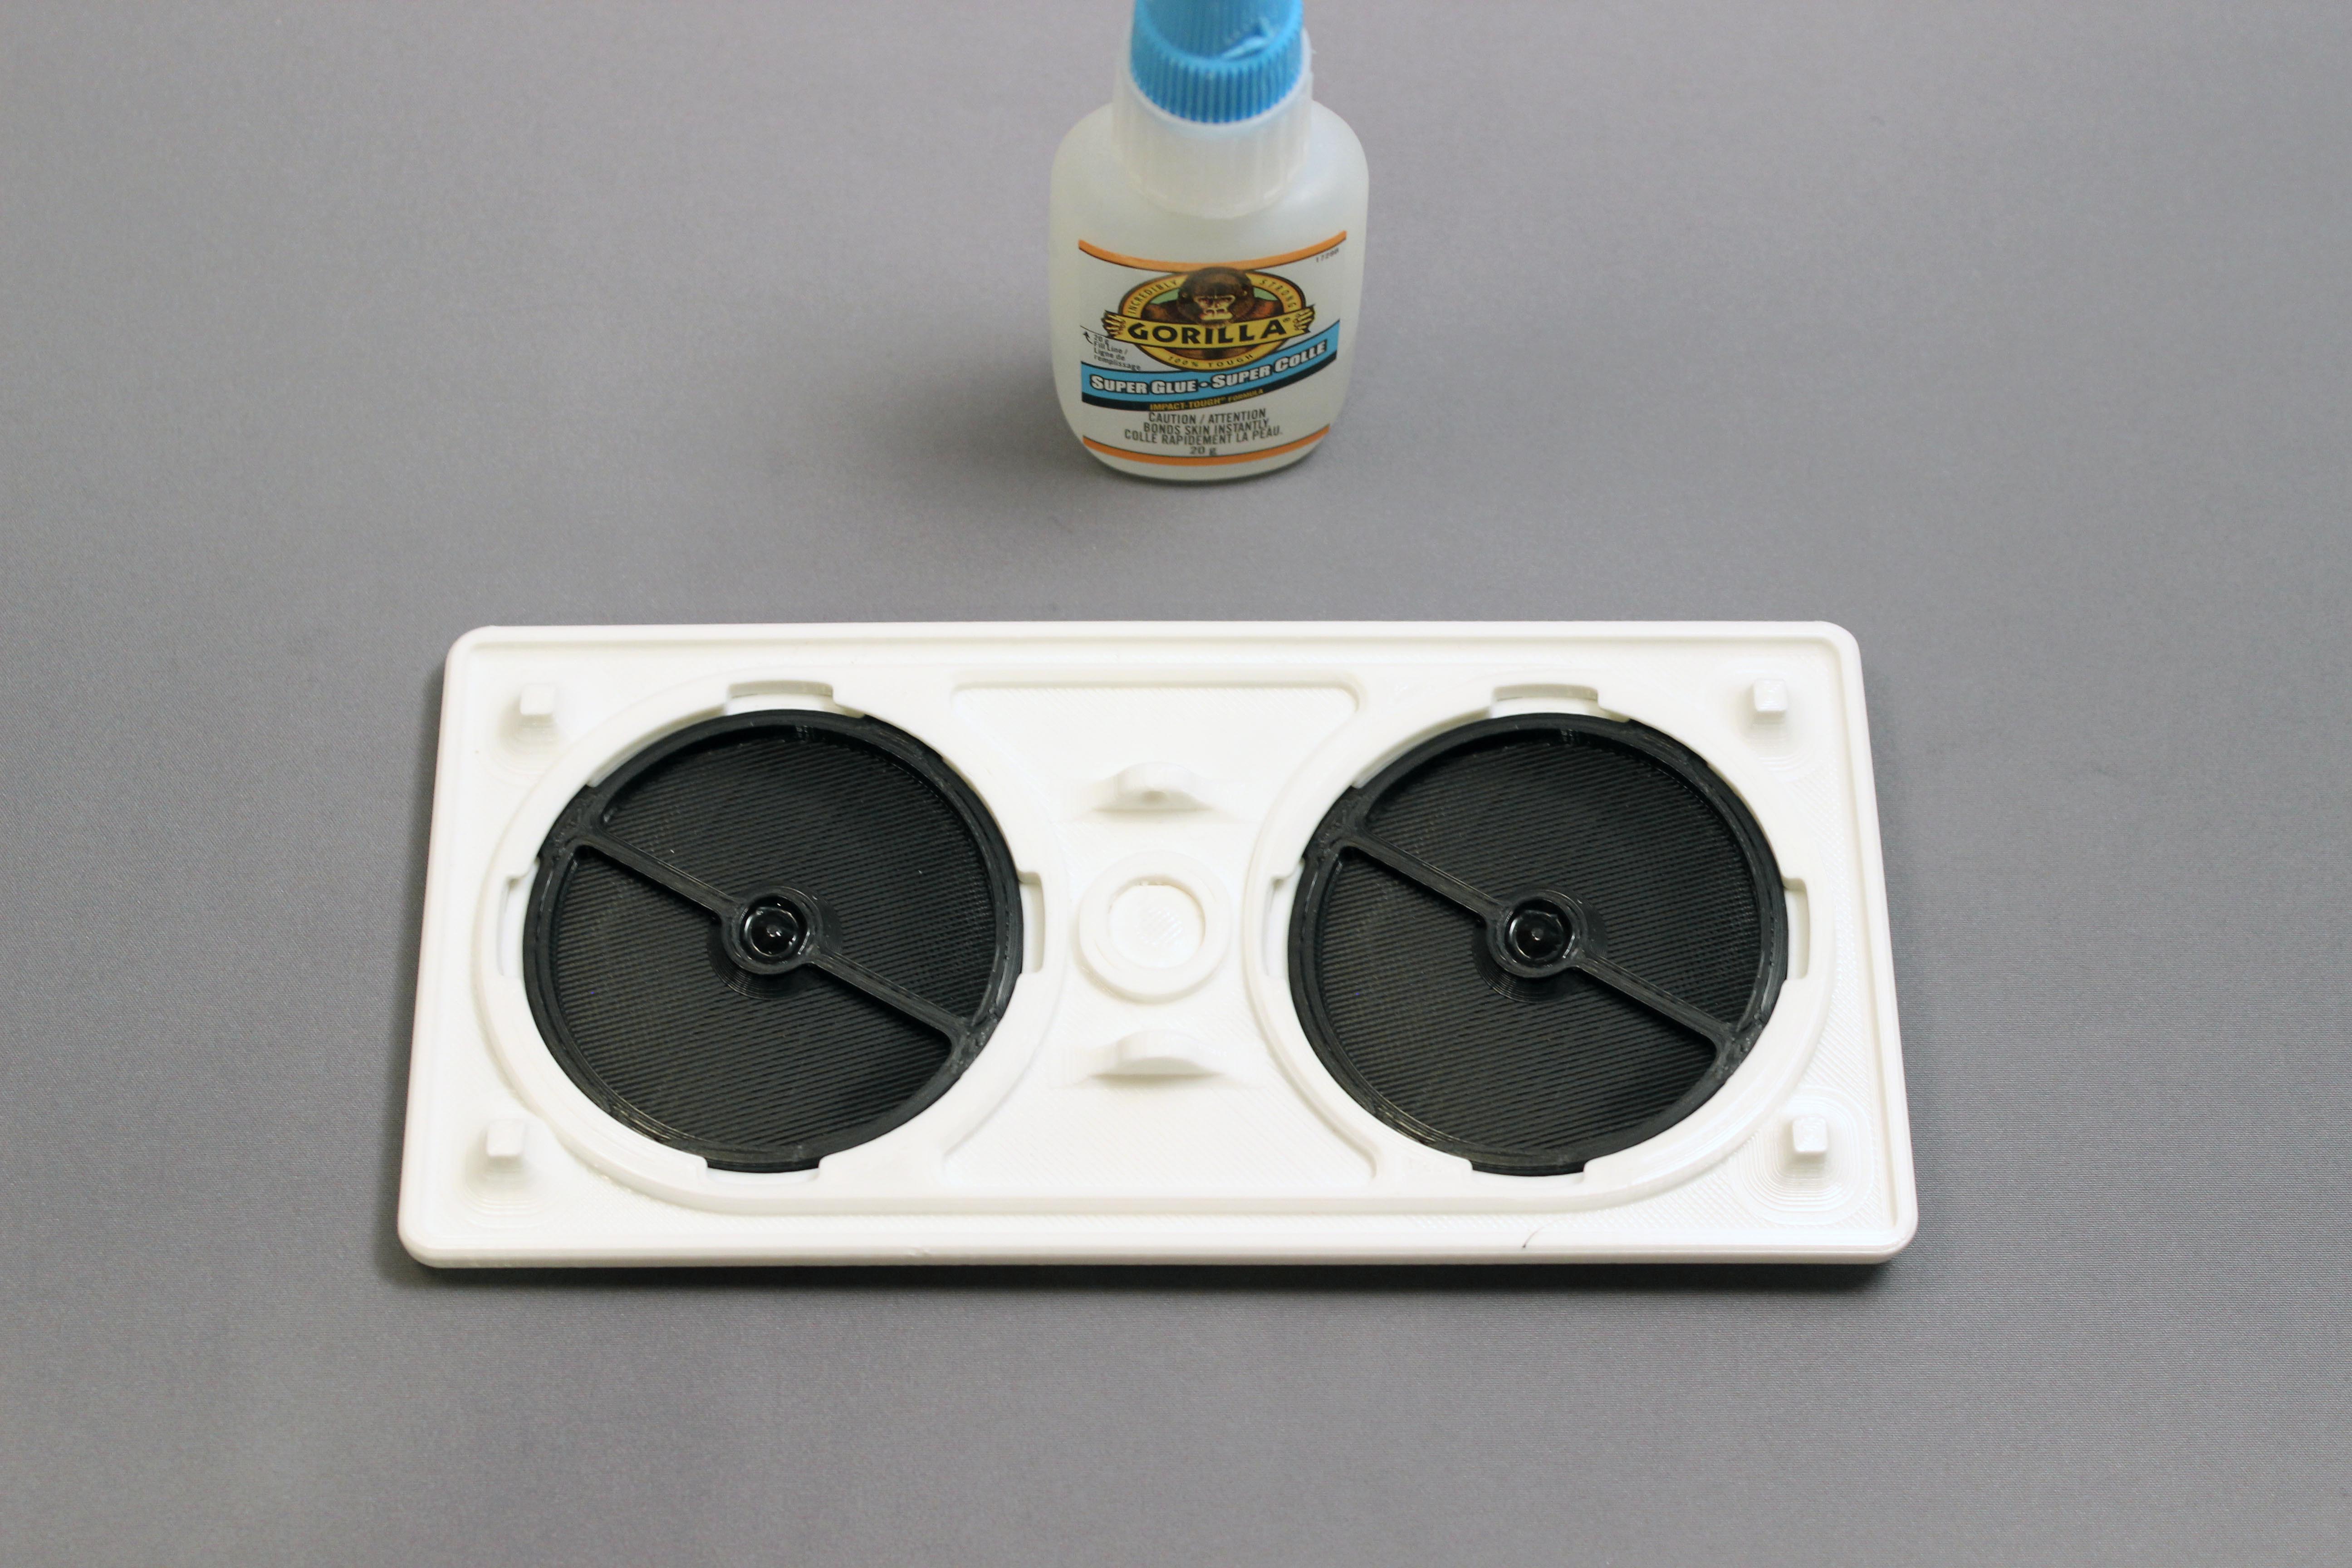 17200
INCREDIBLY STRONG
GORILLA®
100% TOUGH
20 g
Fill Line /
Ligne de
remplissage
SUPER GLUE • SUPER COLLE
IMPACT-TOUGH® FORMULA
CAUTION / ATTENTION
BONDS SKIN INSTANTLY
COLLE RAPIDEMENT LA PEAU.
20 g